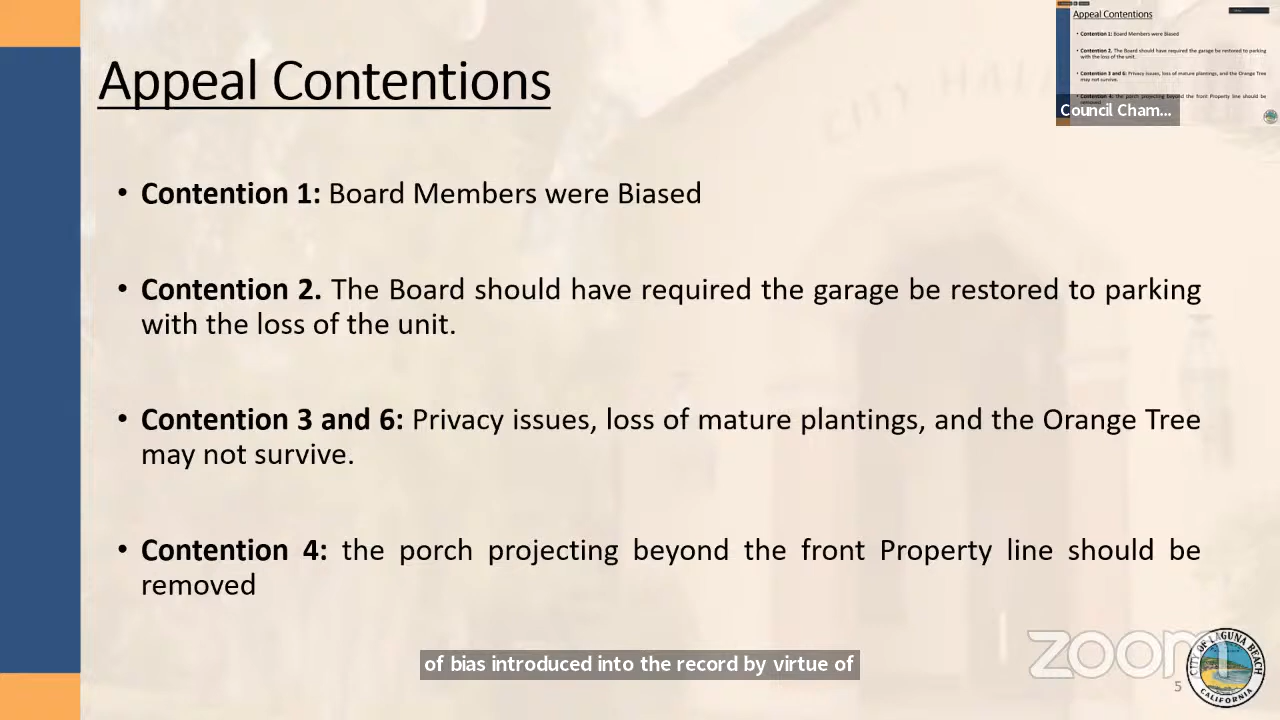 Appeal Contentions
• Contention 1: Board Members were Biased
• Contention 2. The Board should have required the garage be restored to parking
with the loss of the unit.
• Contention 3 and 6: Privacy issues, loss of mature plantings, and the Orange Tree
may not survive.
• Contention 4: the porch projecting beyond the front Property line should be
removed
of bias introduced into the record by virtue of
zoom
CITY OF LAGUNA BEACH
CALIFORNIA
5
Appeal Contentions
• Contention 1: Board Members were Biased
• Contention 2. The Board should have required the garage be restored to parking
with the loss of the unit.
• Contention 3 and 6: Privacy issues, loss of mature plantings, and the Orange Tree
may not survive.
• Contention 4: the porch projecting beyond the front Property line should be
removed
Council Cham...